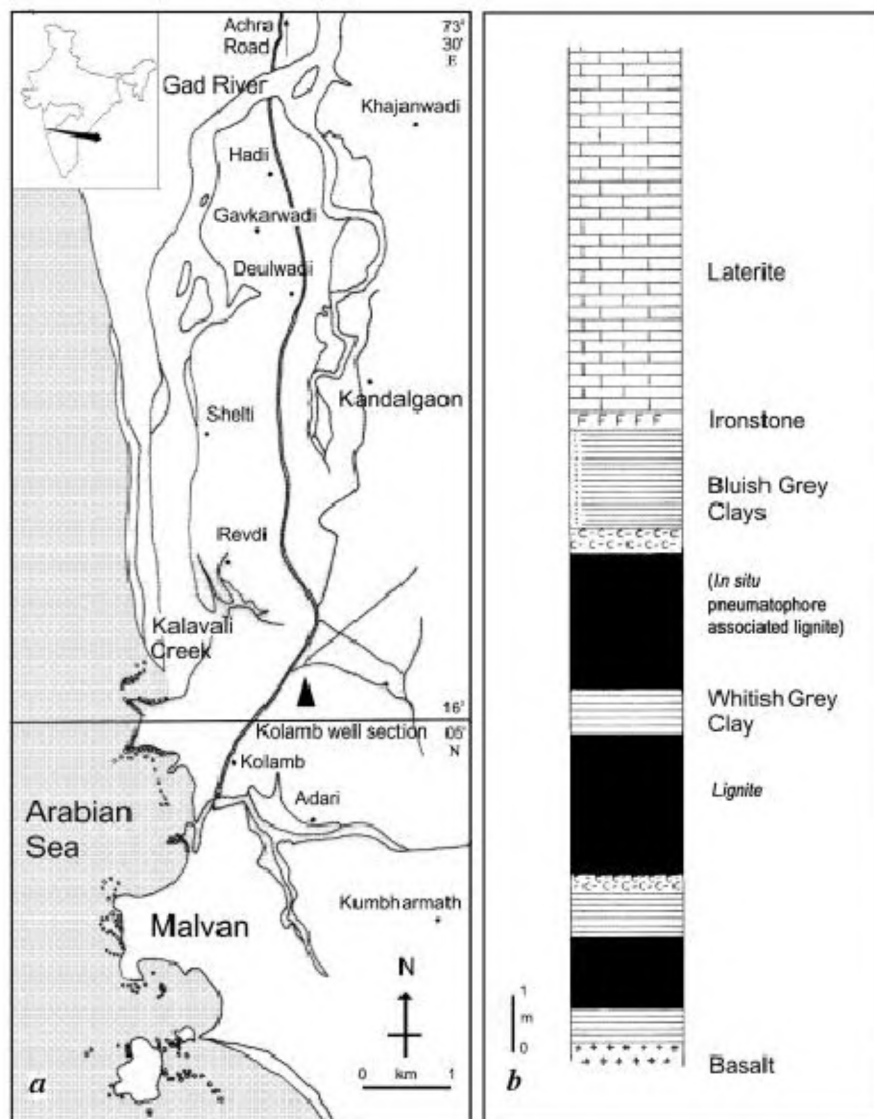 Achra
Road
73°
30'
E
Gad River
Khajanwadi
Hadi
Gavkarwadi
Deulwadi
Kandalgaon
Shelti
Revdi
Kalavali
Creek
16°
05'
N
Kolamb well section
Kolamb
Adari
Arabian
Sea
Kumbharmath
Malvan
N
0 km 1
a
Laterite
F F F F F
Ironstone
Bluish Grey
Clays
(In situ
pneumatophore
associated lignite)
Whitish Grey
Clay
Lignite
1
m
0
Basalt
b